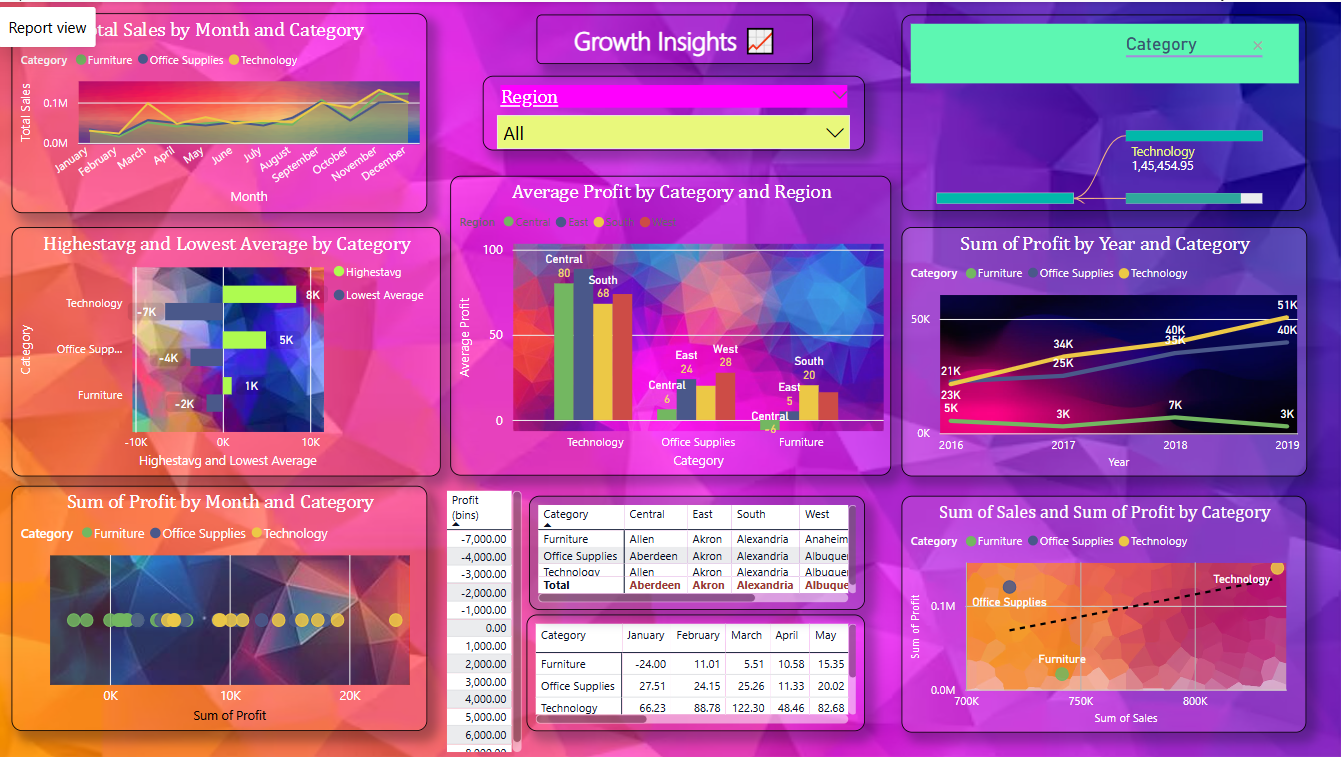 Report view
tal Sales by Month and Category
Category Furniture Office Supplies Technology
Total Sales
0.1M
0.0M
January February March April May June July August September October November December
Month
Growth Insights 📈
Region
All
Category ×
Technology
1,45,454.95
Highestavg and Lowest Average by Category
Highestavg
Lowest Average
Category
Technology 8K -7K
Office Supp... 5K -4K
Furniture 1K -2K
-10K 0K 10K
Highestavg and Lowest Average
Average Profit by Category and Region
Region Central East South West
Average Profit
100
50
0
Central 80 South 68
Central 6 East 24 West 28
Central -6 East 5 South 20
Technology Office Supplies Furniture
Category
Sum of Profit by Year and Category
Category Furniture Office Supplies Technology
50K
0K
21K 34K 40K 51K
23K 25K 35K 40K
5K 3K 7K 3K
2016 2017 2018 2019
Year
Sum of Profit by Month and Category
Category Furniture Office Supplies Technology
0K 10K 20K
Sum of Profit
Profit
(bins)
-7,000.00
-4,000.00
-3,000.00
-2,000.00
-1,000.00
0.00
1,000.00
2,000.00
3,000.00
4,000.00
5,000.00
6,000.00
Category Central East South West
Furniture Allen Akron Alexandria Anaheim
Office Supplies Aberdeen Akron Alexandria Albuquer
Technology Allen Akron Alexandria Albuquer
Total Aberdeen Akron Alexandria Albuque
Category January February March April May
Furniture -24.00 11.01 5.51 10.58 15.35
Office Supplies 27.51 24.15 25.26 11.33 20.02
Technology 66.23 88.78 122.30 48.46 82.68
Sum of Sales and Sum of Profit by Category
Category Furniture Office Supplies Technology
Sum of Profit
0.1M
0.0M
Technology
Office Supplies
Furniture
700K 750K 800K
Sum of Sales